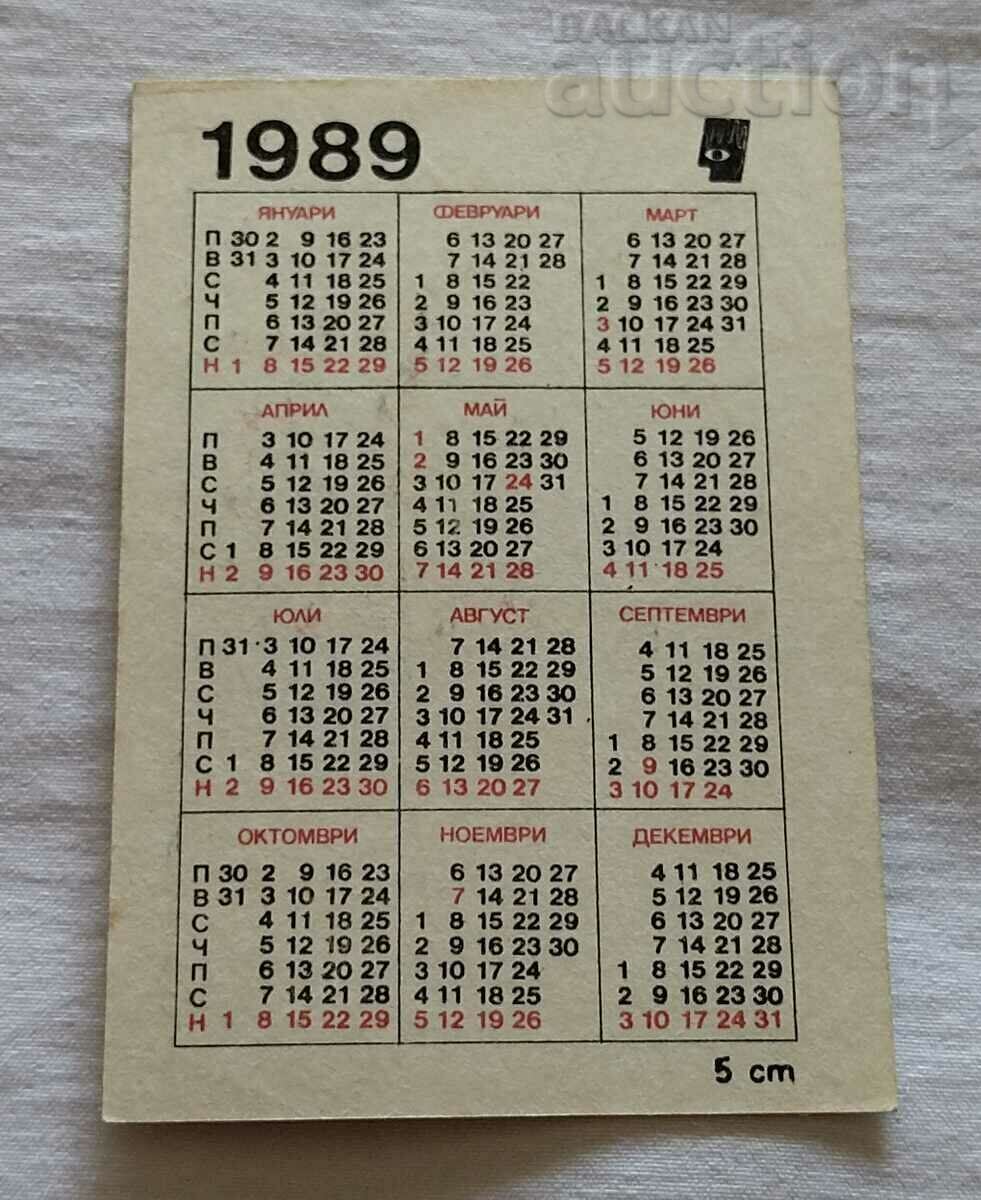 BALKAN
auction
1989
ЯНУАРИ ФЕВРУАРИ МАРТ
П 30 2 9 16 23 6 13 20 27 6 13 20 27
В 31 3 10 17 24 7 14 21 28 7 14 21 28
С 4 11 18 25 1 8 15 22 1 8 15 22 29
Ч 5 12 19 26 2 9 16 23 2 9 16 23 30
П 6 13 20 27 3 10 17 24 3 10 17 24 31
С 7 14 21 28 4 11 18 25 4 11 18 25
Н 1 8 15 22 29 5 12 19 26 5 12 19 26
АПРИЛ МАЙ ЮНИ
П 3 10 17 24 1 8 15 22 29 5 12 19 26
В 4 11 18 25 2 9 16 23 30 6 13 20 27
С 5 12 19 26 3 10 17 24 31 7 14 21 28
Ч 6 13 20 27 4 11 18 25 1 8 15 22 29
П 7 14 21 28 5 12 19 26 2 9 16 23 30
С 1 8 15 22 29 6 13 20 27 3 10 17 24
Н 2 9 16 23 30 7 14 21 28 4 11 18 25
ЮЛИ АВГУСТ СЕПТЕМВРИ
П 31 3 10 17 24 7 14 21 28 4 11 18 25
В 4 11 18 25 1 8 15 22 29 5 12 19 26
С 5 12 19 26 2 9 16 23 30 6 13 20 27
Ч 6 13 20 27 3 10 17 24 31 7 14 21 28
П 7 14 21 28 4 11 18 25 1 8 15 22 29
С 1 8 15 22 29 5 12 19 26 2 9 16 23 30
Н 2 9 16 23 30 6 13 20 27 3 10 17 24
ОКТОМВРИ НОЕМВРИ ДЕКЕМВРИ
П 30 2 9 16 23 6 13 20 27 4 11 18 25
В 31 3 10 17 24 7 14 21 28 5 12 19 26
С 4 11 18 25 1 8 15 22 29 6 13 20 27
Ч 5 12 19 26 2 9 16 23 30 7 14 21 28
П 6 13 20 27 3 10 17 24 1 8 15 22 29
С 7 14 21 28 4 11 18 25 2 9 16 23 30
Н 1 8 15 22 29 5 12 19 26 3 10 17 24 31
5 cm